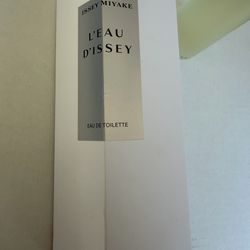 ISSEY MIYAKE
L'EAU
D'ISSEY
EAU DE TOILETTE